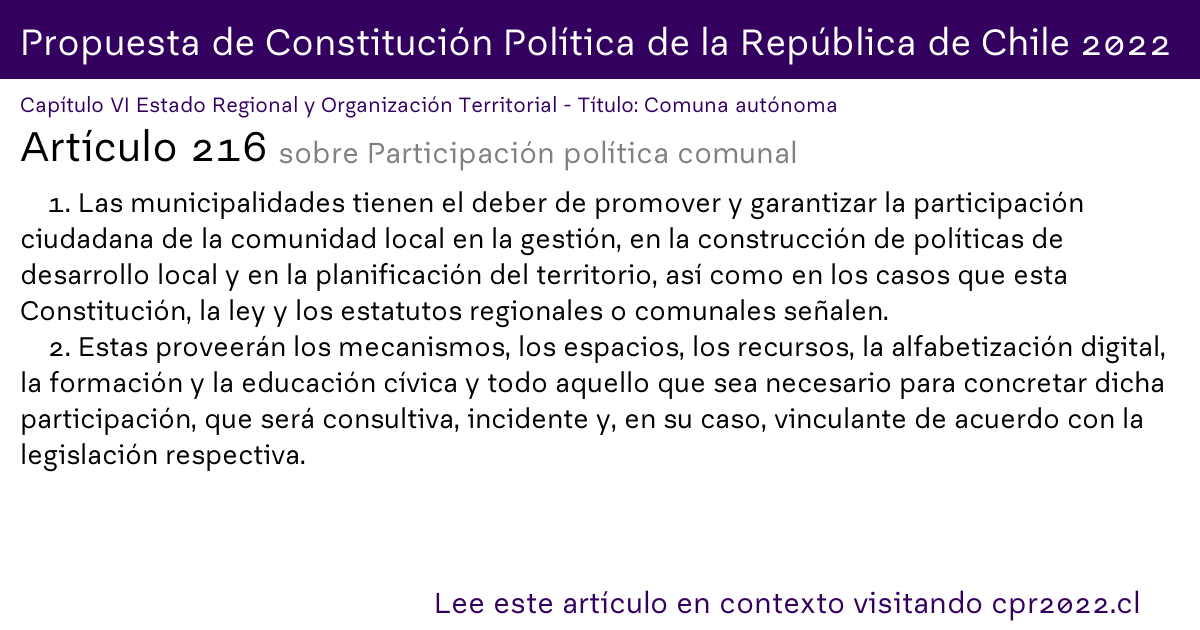 Propuesta de Constitución Política de la República de Chile 2022
Capítulo VI Estado Regional y Organización Territorial - Título: Comuna autónoma
Artículo 216 sobre Participación política comunal
1. Las municipalidades tienen el deber de promover y garantizar la participación
ciudadana de la comunidad local en la gestión, en la construcción de políticas de
desarrollo local y en la planificación del territorio, así como en los casos que esta
Constitución, la ley y los estatutos regionales o comunales señalen.
2. Estas proveerán los mecanismos, los espacios, los recursos, la alfabetización digital,
la formación y la educación cívica y todo aquello que sea necesario para concretar dicha
participación, que será consultiva, incidente y, en su caso, vinculante de acuerdo con la
legislación respectiva.
Lee este artículo en contexto visitando cpr2022.cl